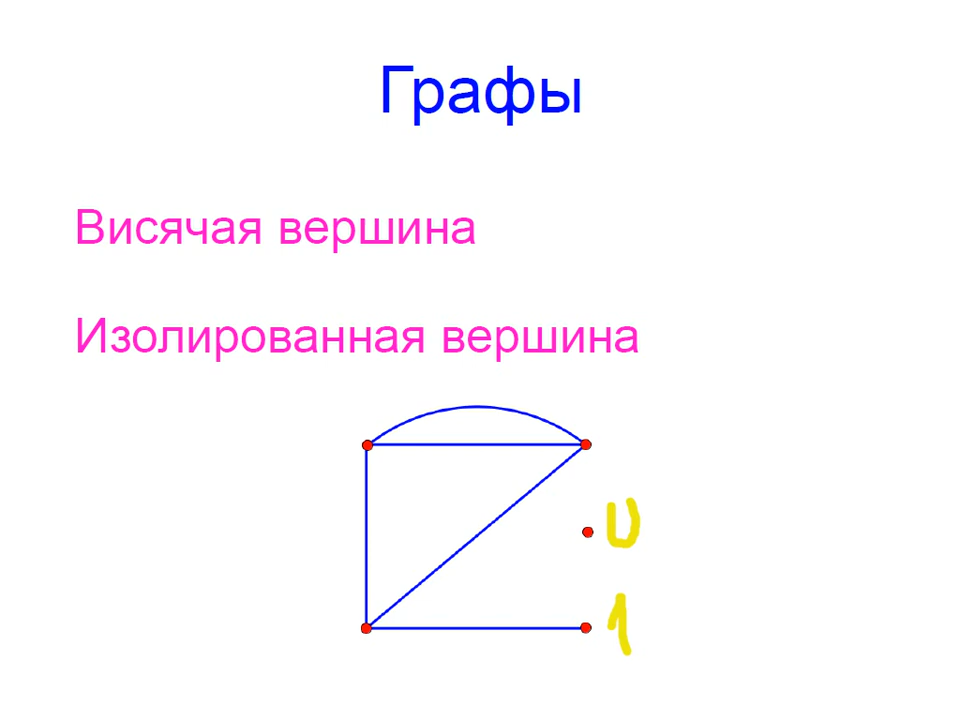 Графы
Висячая вершина
Изолированная вершина
0
1